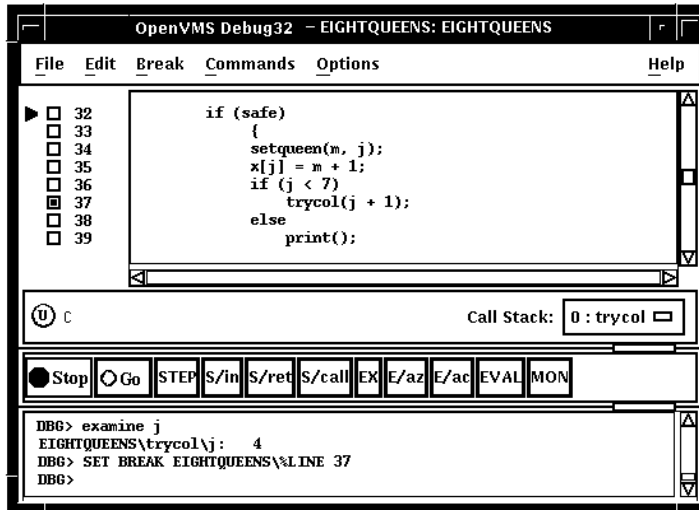 OpenVMS Debug32 – EIGHTQUEENS: EIGHTQUEENS
File Edit Break Commands Options Help
32 if (safe)
33 {
34 setqueen(m, j);
35 x[j] = m + 1;
36 if (j < 7)
37 trycol(j + 1);
38 else
39 print();
U C Call Stack: 0 : trycol
Stop Go STEP S/in S/ret S/call EX E/az E/ac EVAL MON
DBG> examine j
EIGHTQUEENS\trycol\j: 4
DBG> SET BREAK EIGHTQUEENS\%LINE 37
DBG>